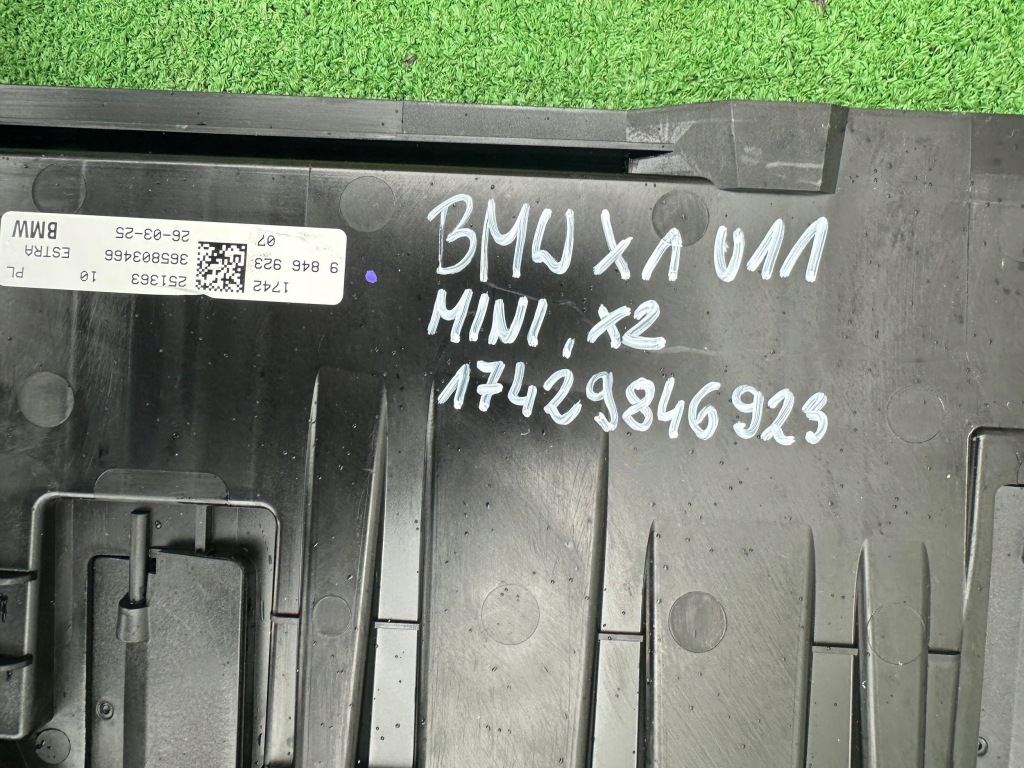 1742 251363 10 PL
9 846 923 365803466 ESTRA
07 26-03-25 BMW
BMW X1 U11
MINI, X2
17429846923